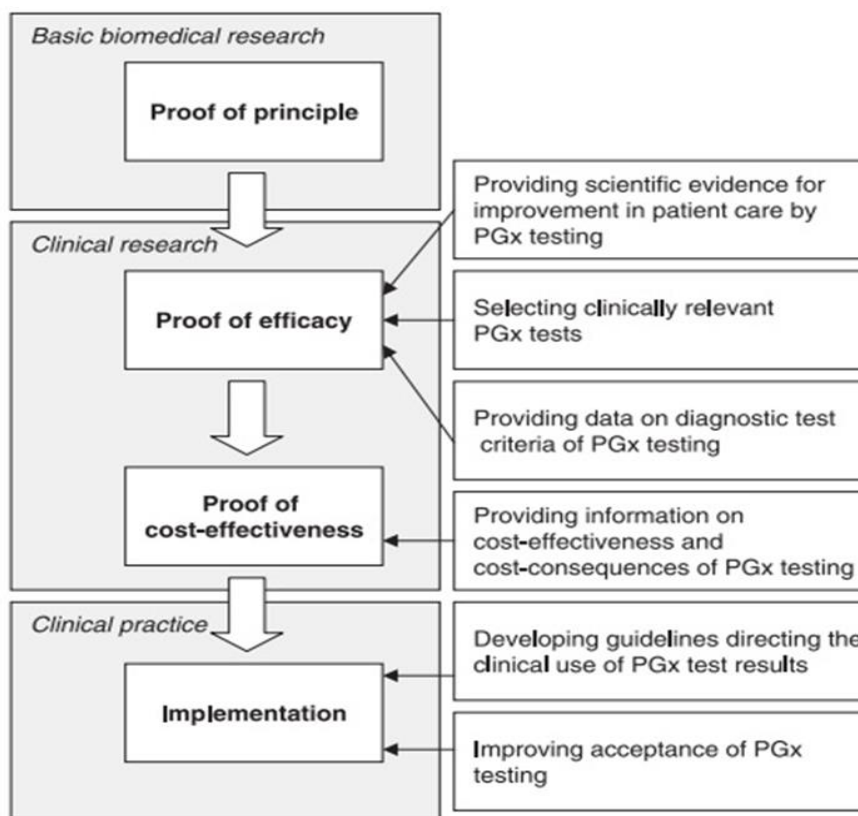 Basic biomedical research
Proof of principle
Clinical research
Proof of efficacy
Proof of
cost-effectiveness
Clinical practice
Implementation
Providing scientific evidence for
improvement in patient care by
PGx testing
Selecting clinically relevant
PGx tests
Providing data on diagnostic test
criteria of PGx testing
Providing information on
cost-effectiveness and
cost-consequences of PGx testing
Developing guidelines directing the
clinical use of PGx test results
Improving acceptance of PGx
testing